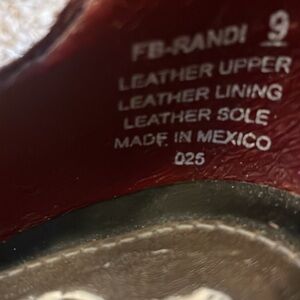 FB-RANDI 9
LEATHER UPPER
LEATHER LINING
LEATHER SOLE
MADE IN MEXICO
025